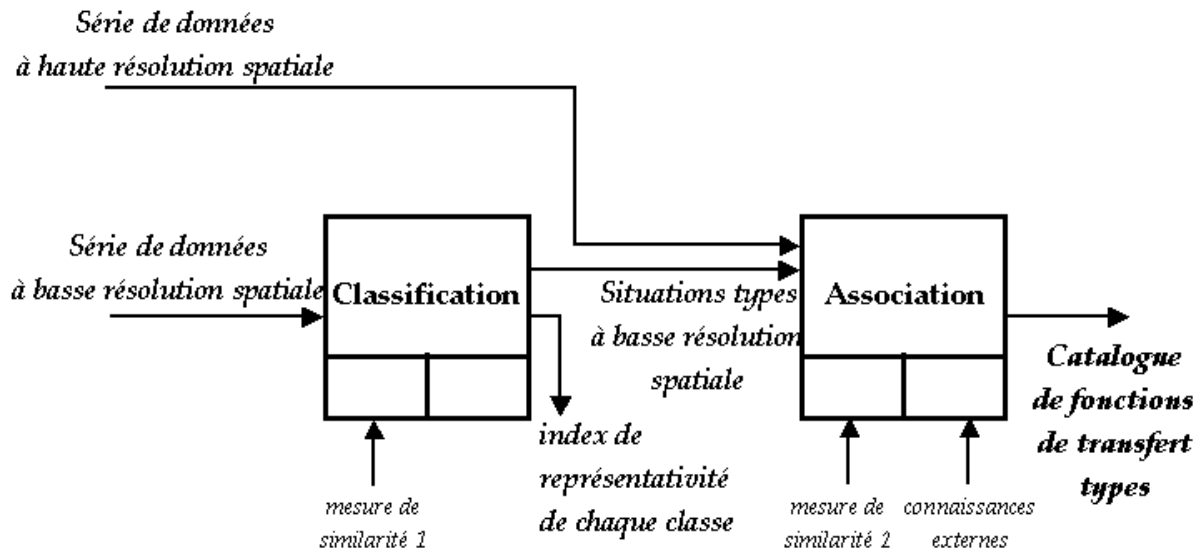 Série de données
à haute résolution spatiale
Série de données
à basse résolution spatiale
Classification
Situations types
à basse résolution
spatiale
Association
Catalogue
de fonctions
de transfert
types
index de
représentativité
de chaque classe
mesure de
similarité 1
mesure de
similarité 2
connaissances
externes